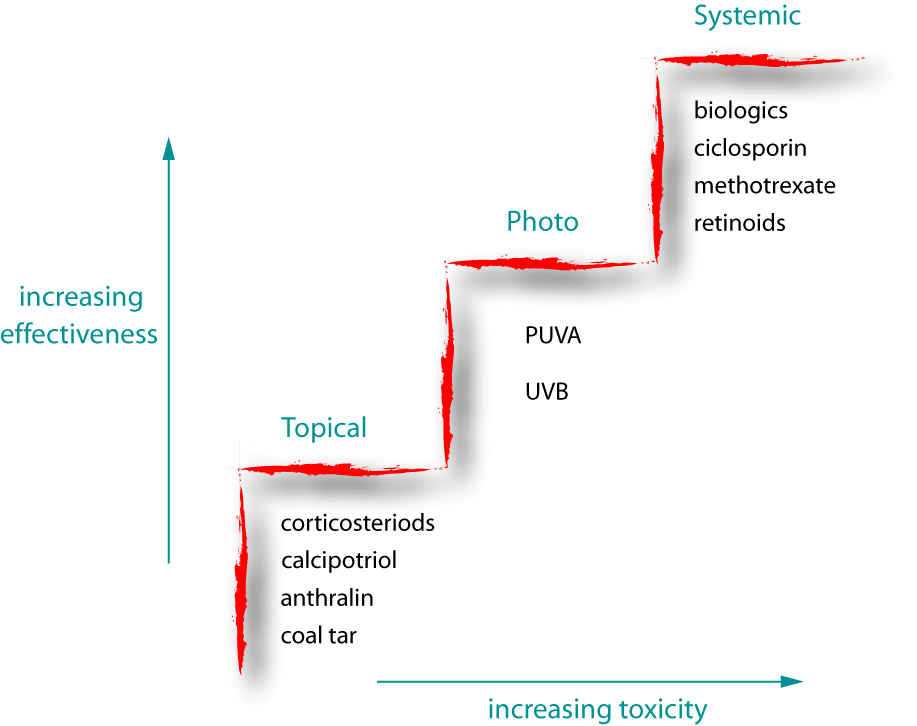 Systemic
biologics
ciclosporin
methotrexate
retinoids
Photo
PUVA
UVB
increasing
effectiveness
Topical
corticosteriods
calcipotriol
anthralin
coal tar
increasing toxicity